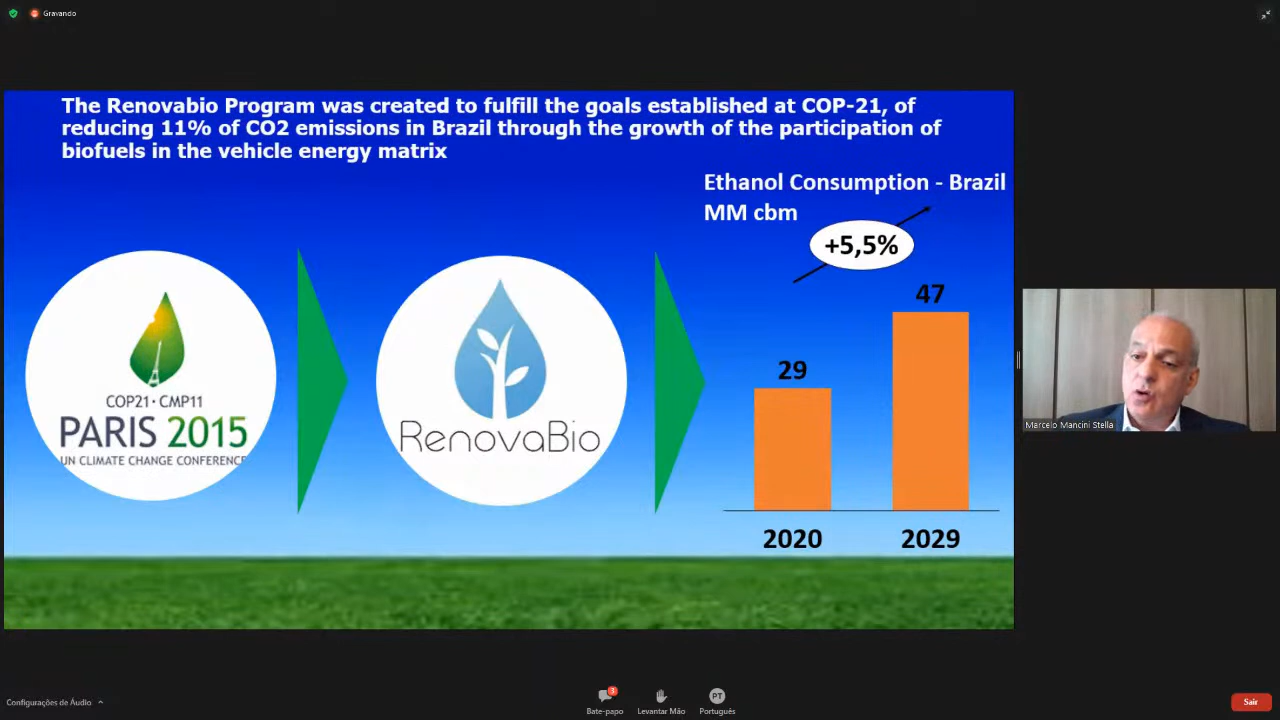 Gravando
The Renovabio Program was created to fulfill the goals established at COP-21, of
reducing 11% of CO2 emissions in Brazil through the growth of the participation of
biofuels in the vehicle energy matrix
Ethanol Consumption - Brazil
MM cbm
+5,5%
47
29
2020
2029
COP21·CMP11
PARIS 2015
UN CLIMATE CHANGE CONFERENCE
RenovaBio
Marcelo Mancini Stella
Configurações de Áudio
3
Bate-papo
Levantar Mão
PT
Português
Sair